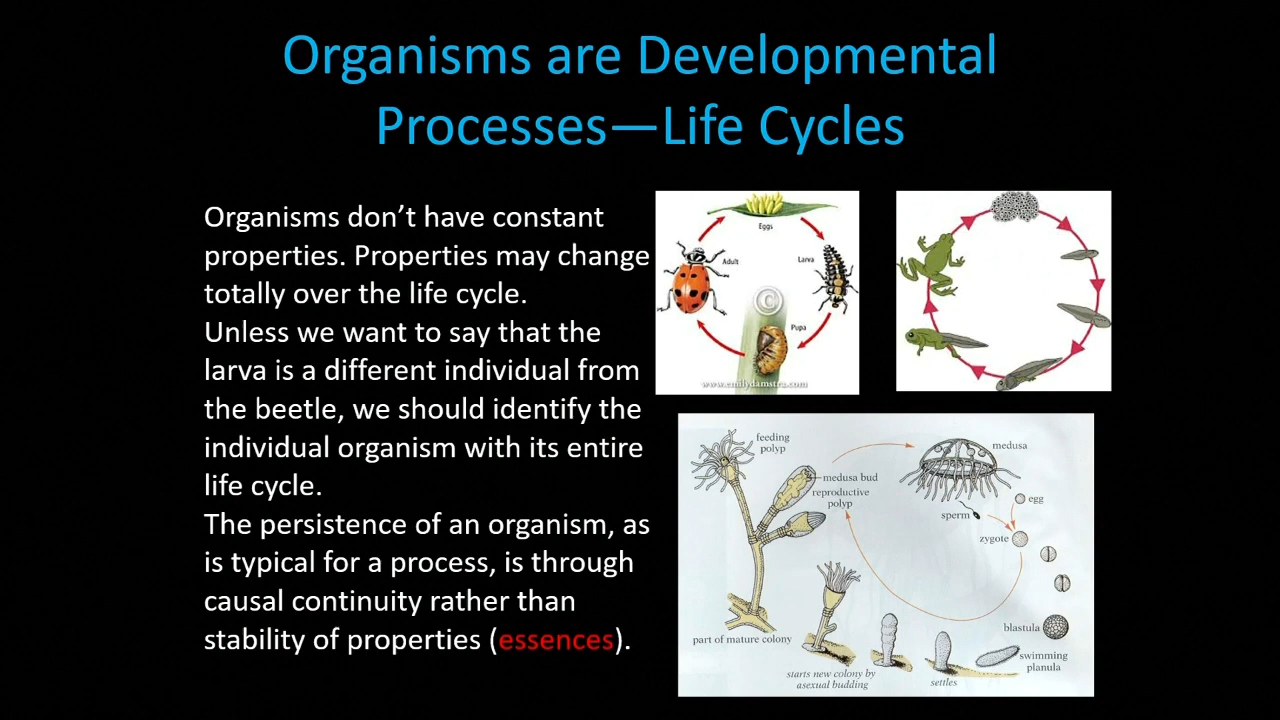 Organisms are Developmental
Processes—Life Cycles
Organisms don’t have constant
properties. Properties may change
totally over the life cycle.
Unless we want to say that the
larva is a different individual from
the beetle, we should identify the
individual organism with its entire
life cycle.
The persistence of an organism, as
is typical for a process, is through
causal continuity rather than
stability of properties (essences).
Eggs
Adult
Larva
©
Pupa
www.emilydamstra.com
feeding
polyp
medusa
medusa bud
reproductive
polyp
egg
sperm
zygote
blastula
part of mature colony
swimming
planula
starts new colony by
asexual budding
settles